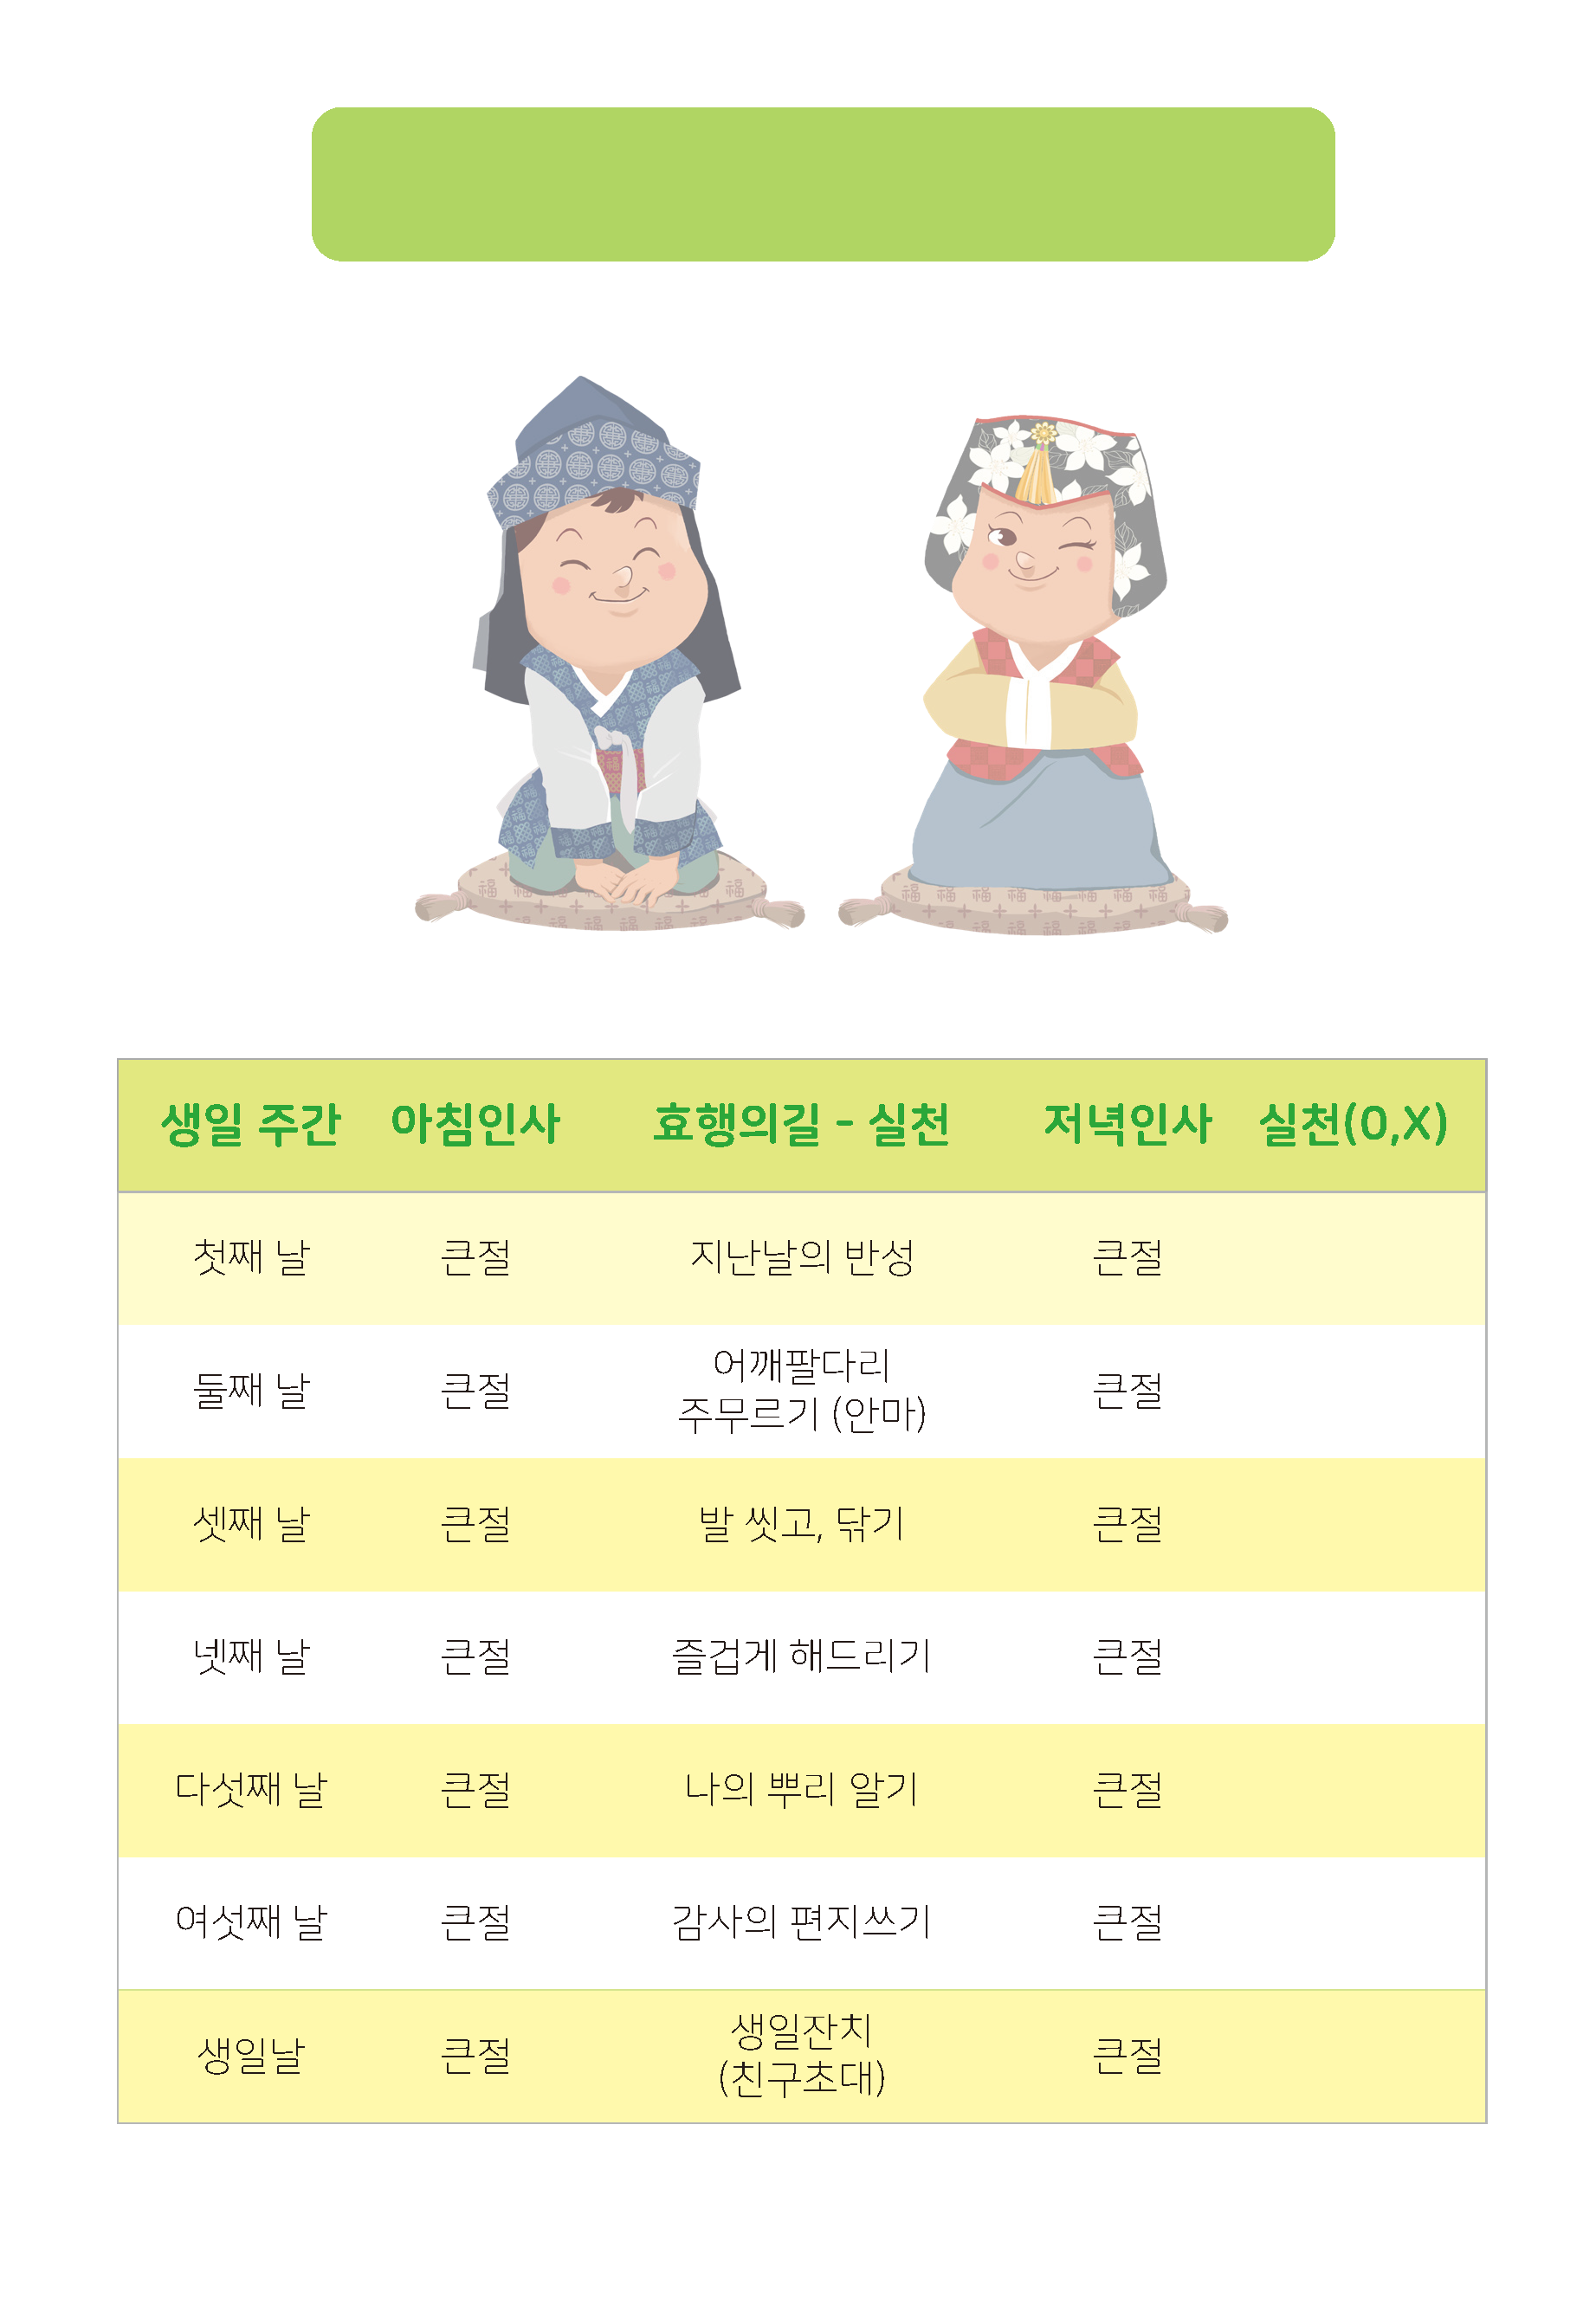 생일 주간 아침인사 효행의길 - 실천 저녁인사 실천(O,X)
첫째 날 큰절 지난날의 반성 큰절
어깨팔다리
둘째 날 큰절 주무르기 (안마) 큰절
셋째 날 큰절 발 씻고, 닦기 큰절
넷째 날 큰절 즐겁게 해드리기 큰절
다섯째 날 큰절 나의 뿌리 알기 큰절
여섯째 날 큰절 감사의 편지쓰기 큰절
생일잔치
생일날 큰절 (친구초대) 큰절